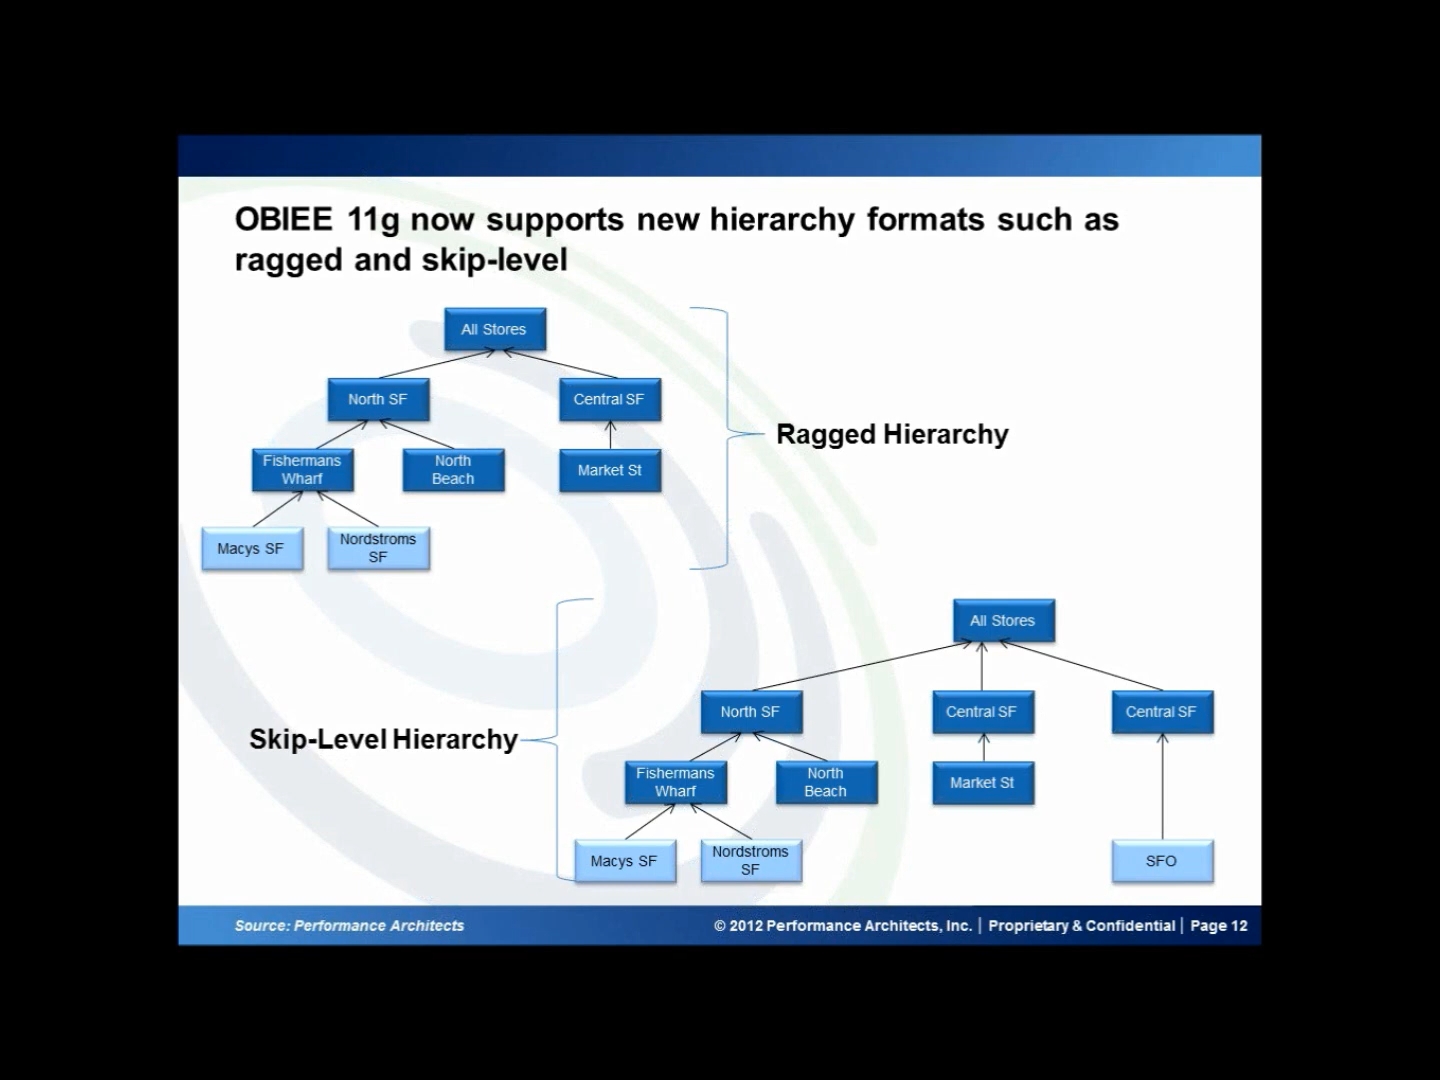 OBIEE 11g now supports new hierarchy formats such as
ragged and skip-level
All Stores
North SF
Central SF
Fishermans
Wharf
North
Beach
Market St
Macys SF
Nordstroms
SF
Ragged Hierarchy
Skip-Level Hierarchy
All Stores
North SF
Central SF
Central SF
Fishermans
Wharf
North
Beach
Market St
Macys SF
Nordstroms
SF
SFO
Source: Performance Architects
© 2012 Performance Architects, Inc. | Proprietary & Confidential | Page 12